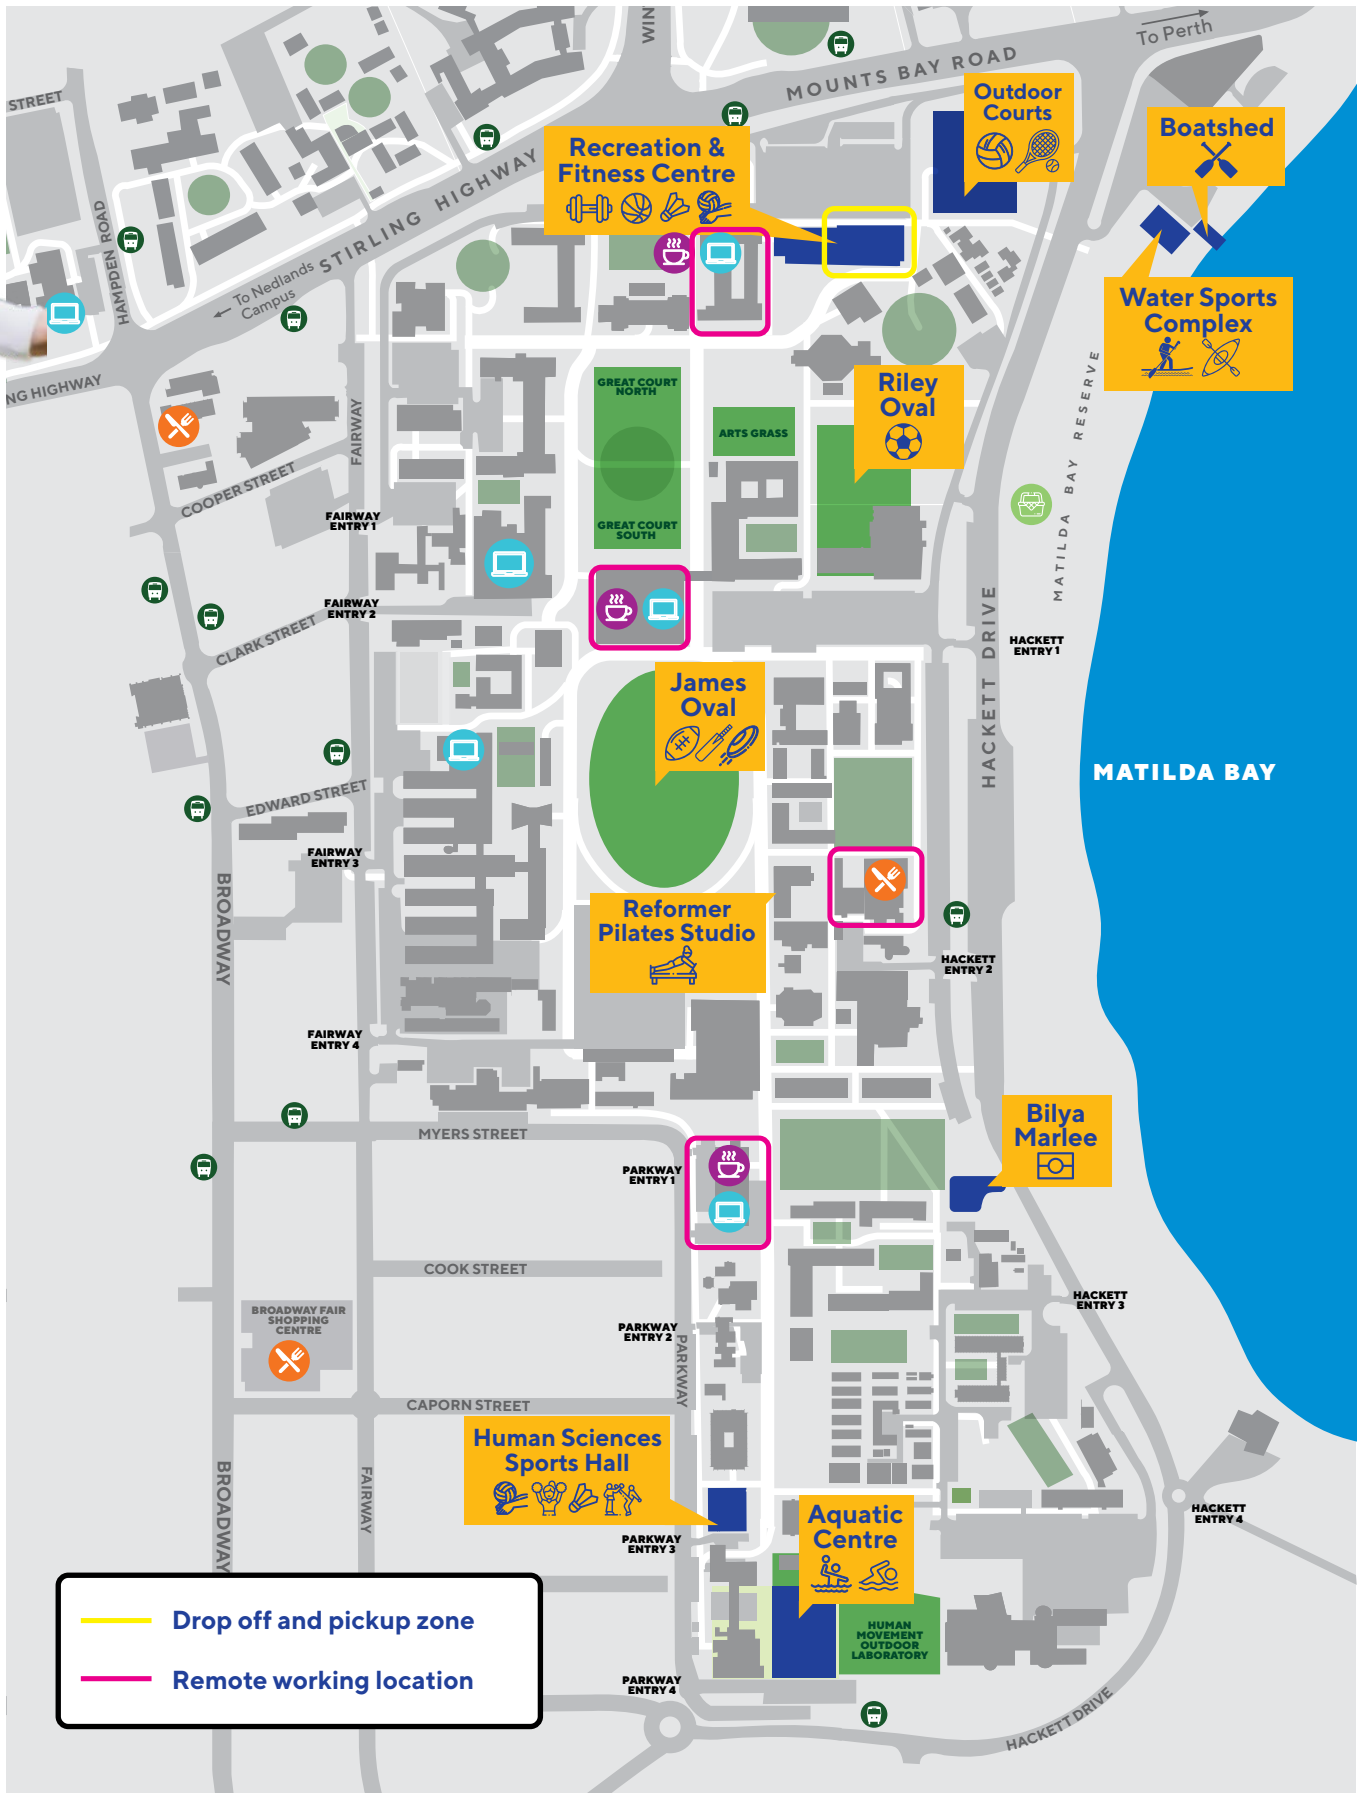 WIN
To Perth
MOUNTS BAY ROAD
STREET
Outdoor
Courts
Boatshed
Recreation &
Fitness Centre
HAMPDEN ROAD
STIRLING HIGHWAY
To Nedlands
Campus
Water Sports
Complex
NG HIGHWAY
GREAT COURT
NORTH
Riley
Oval
ARTS GRASS
FAIRWAY
MATILDA BAY RESERVE
COOPER STREET
FAIRWAY
ENTRY 1
GREAT COURT
SOUTH
FAIRWAY
ENTRY 2
CLARK STREET
HACKETT DRIVE
HACKETT
ENTRY 1
James
Oval
MATILDA BAY
EDWARD STREET
FAIRWAY
ENTRY 3
BROADWAY
Reformer
Pilates Studio
HACKETT
ENTRY 2
FAIRWAY
ENTRY 4
Bilya
Marlee
MYERS STREET
PARKWAY
ENTRY 1
COOK STREET
HACKETT
ENTRY 3
BROADWAY FAIR
SHOPPING
CENTRE
PARKWAY
ENTRY 2
PARKWAY
CAPORN STREET
Human Sciences
Sports Hall
BROADWAY
FAIRWAY
Aquatic
Centre
HACKETT
ENTRY 4
PARKWAY
ENTRY 3
HUMAN
MOVEMENT
OUTDOOR
LABORATORY
Drop off and pickup zone
Remote working location
PARKWAY
ENTRY 4
HACKETT DRIVE